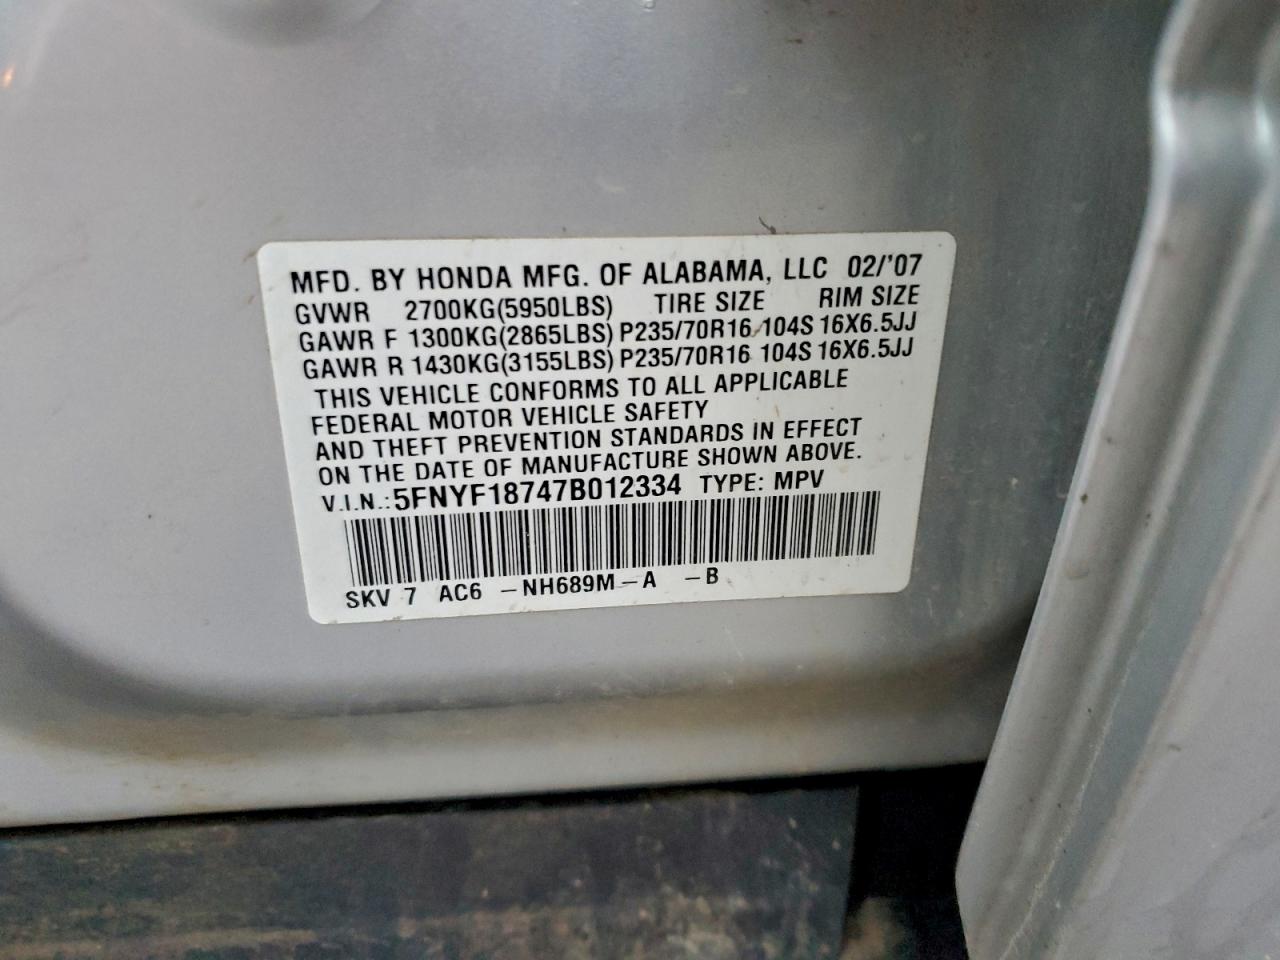 MFD. BY HONDA MFG. OF ALABAMA, LLC 02/'07
GVWR 2700KG(5950LBS) TIRE SIZE RIM SIZE
GAWR F 1300KG(2865LBS) P235/70R16 104S 16X6.5JJ
GAWR R 1430KG(3155LBS) P235/70R16 104S 16X6.5JJ
THIS VEHICLE CONFORMS TO ALL APPLICABLE
FEDERAL MOTOR VEHICLE SAFETY
AND THEFT PREVENTION STANDARDS IN EFFECT
ON THE DATE OF MANUFACTURE SHOWN ABOVE.
V.I.N.: 5FNYF18747B012334 TYPE: MPV
SKV 7 AC6 -NH689M-A -B